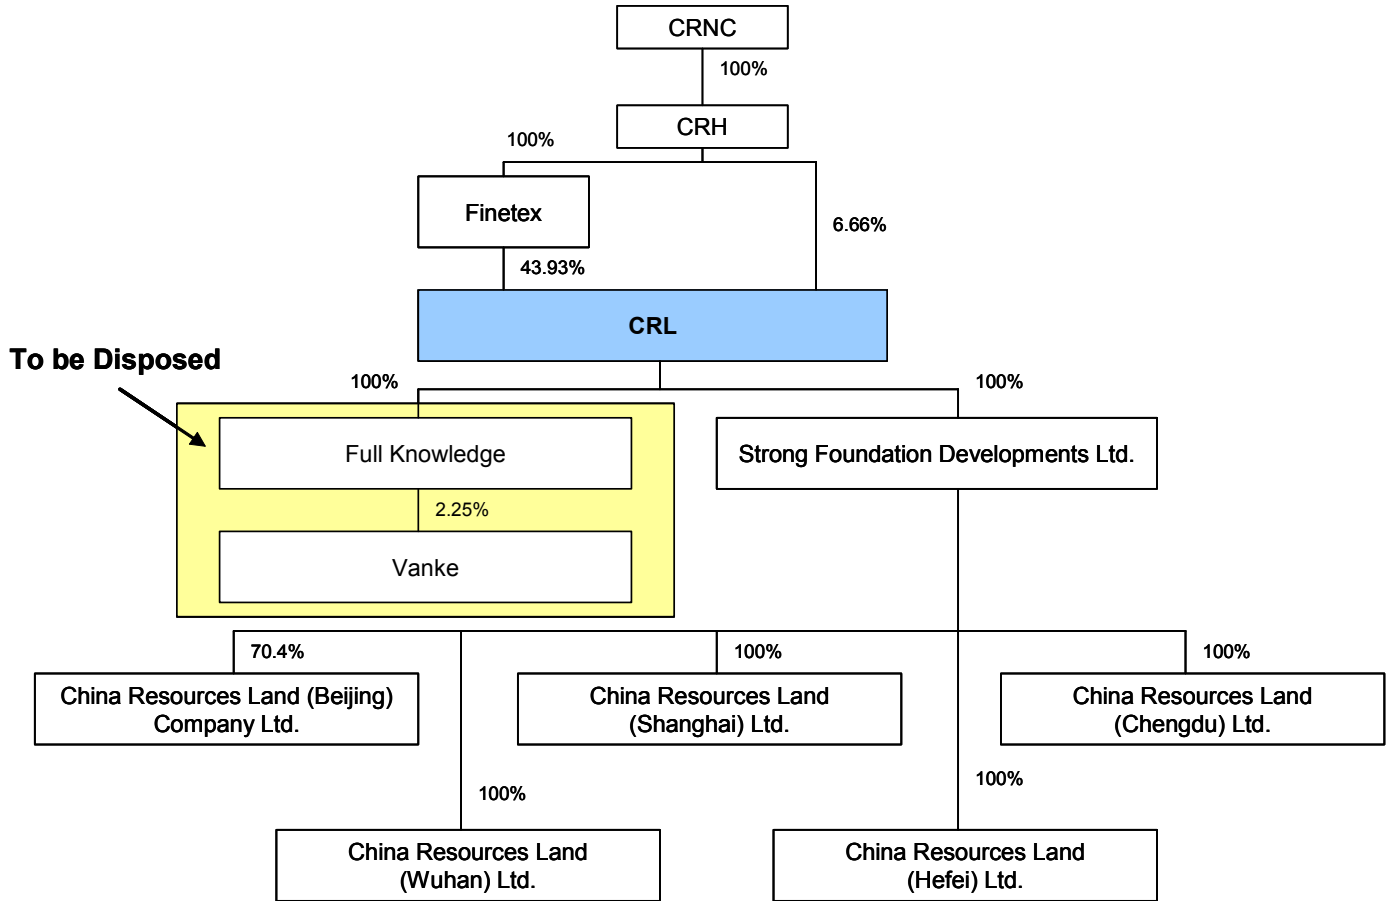 CRNC
100%
CRH
100%
Finetex
6.66%
43.93%
CRL
To be Disposed
100%
100%
Full Knowledge
Strong Foundation Developments Ltd.
2.25%
Vanke
70.4%
100%
100%
China Resources Land (Beijing)
Company Ltd.
China Resources Land
(Shanghai) Ltd.
China Resources Land
(Chengdu) Ltd.
100%
100%
China Resources Land
(Wuhan) Ltd.
China Resources Land
(Hefei) Ltd.